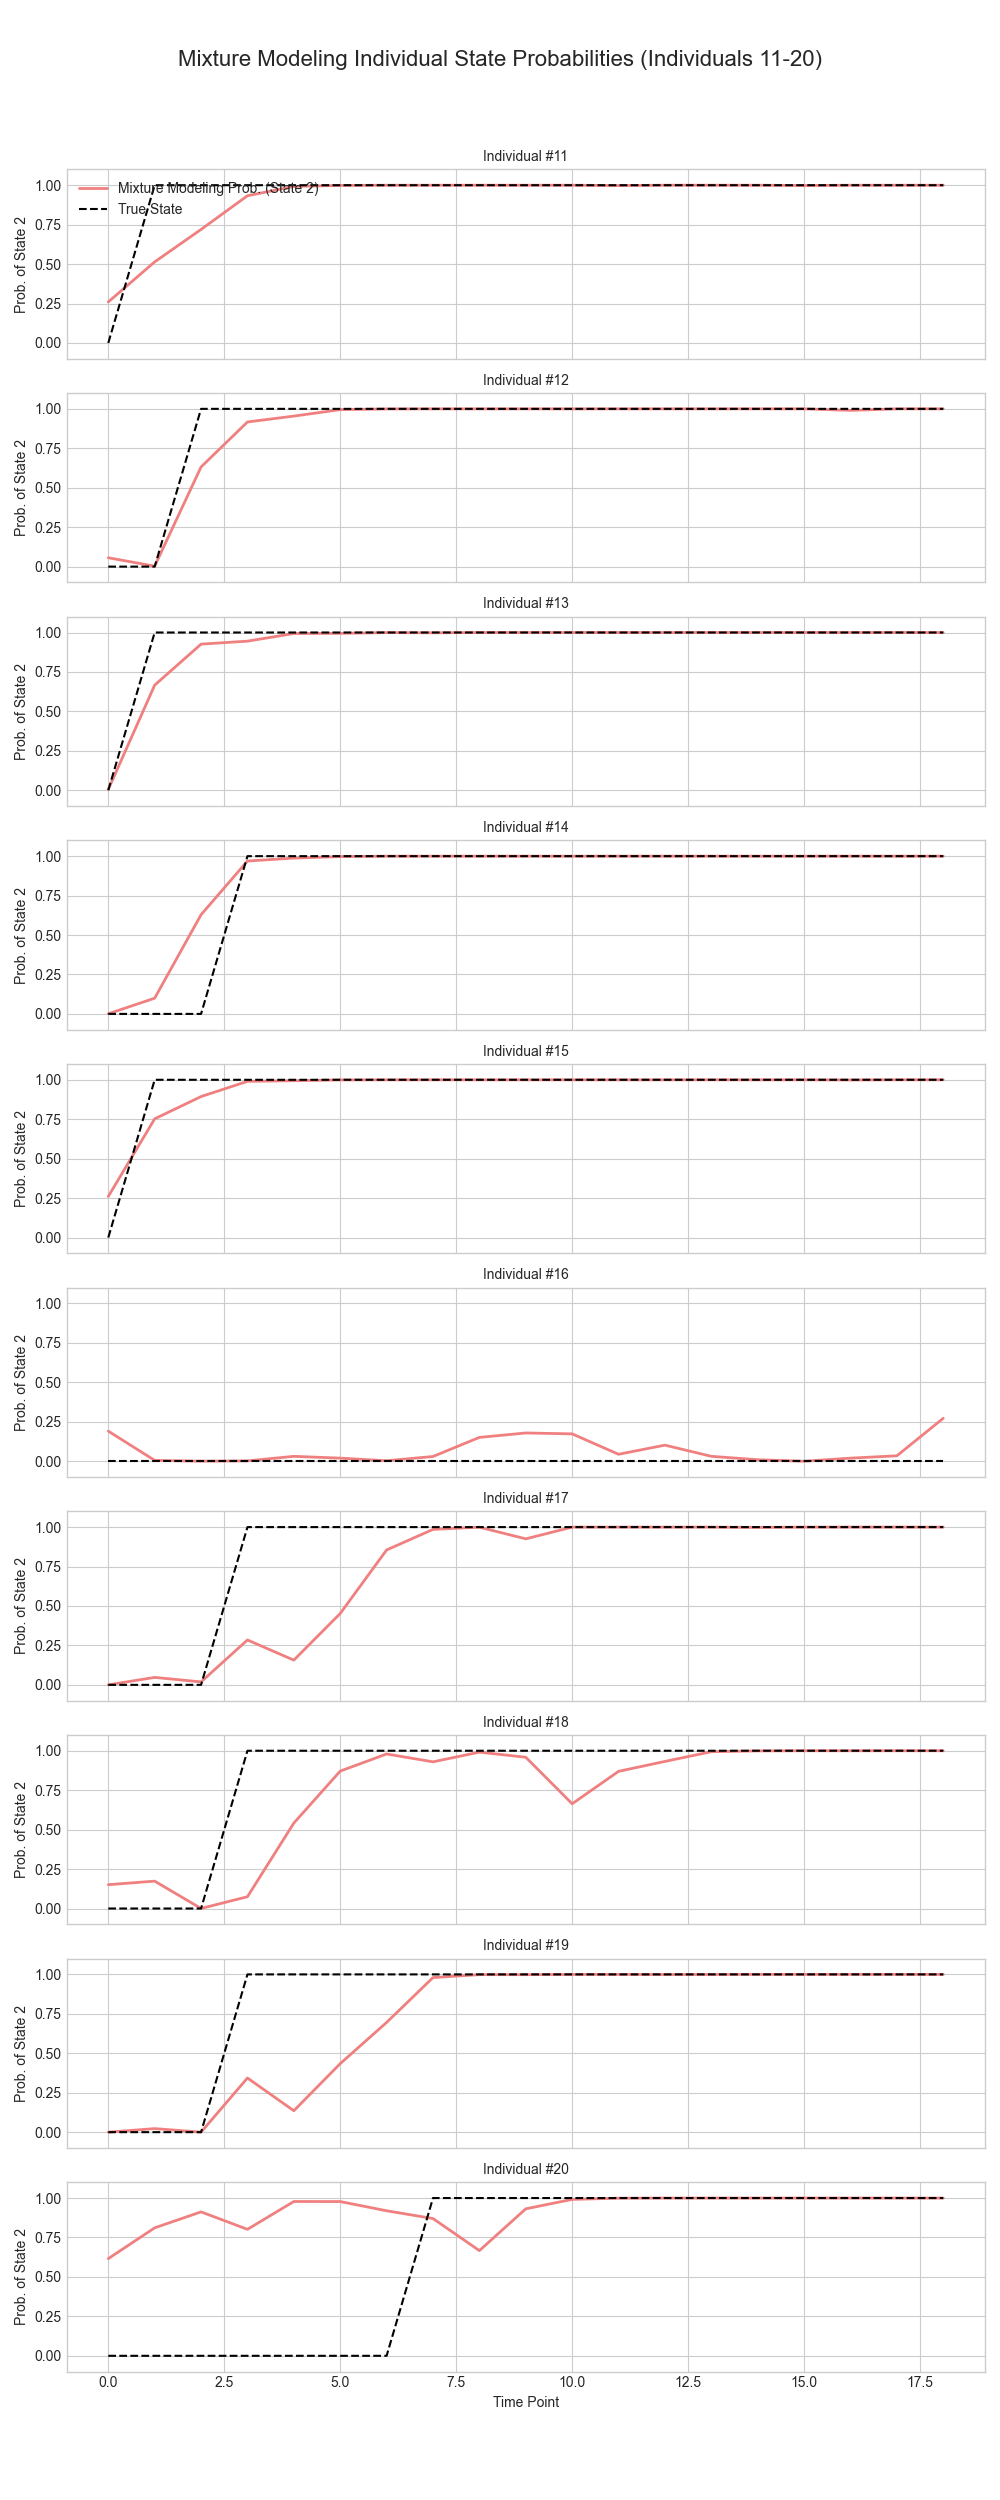 Mixture Modeling Individual State Probabilities (Individuals 11-20)
Individual #11
Mixture Modeling Prob. (State 2)
True State
1.00
0.75
0.50
0.25
0.00
Prob. of State 2
Individual #12
1.00
0.75
0.50
0.25
0.00
Prob. of State 2
Individual #13
1.00
0.75
0.50
0.25
0.00
Prob. of State 2
Individual #14
1.00
0.75
0.50
0.25
0.00
Prob. of State 2
Individual #15
1.00
0.75
0.50
0.25
0.00
Prob. of State 2
Individual #16
1.00
0.75
0.50
0.25
0.00
Prob. of State 2
Individual #17
1.00
0.75
0.50
0.25
0.00
Prob. of State 2
Individual #18
1.00
0.75
0.50
0.25
0.00
Prob. of State 2
Individual #19
1.00
0.75
0.50
0.25
0.00
Prob. of State 2
Individual #20
1.00
0.75
0.50
0.25
0.00
Prob. of State 2
0.0 2.5 5.0 7.5 10.0 12.5 15.0 17.5
Time Point